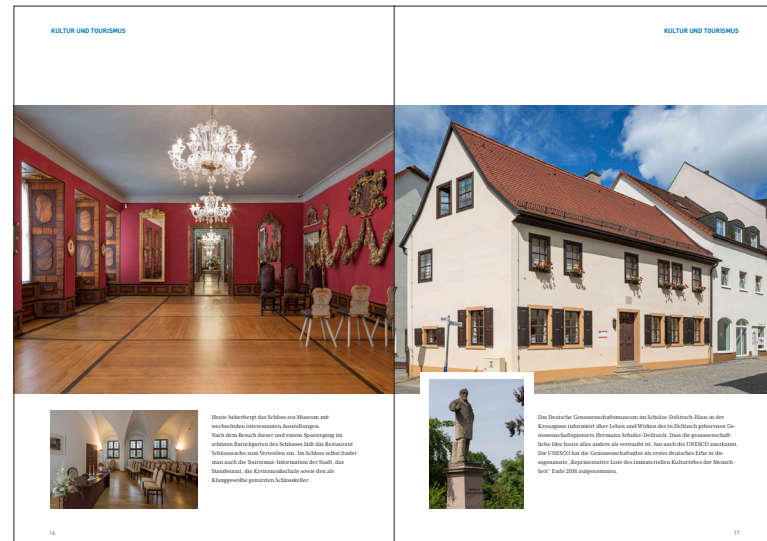 KULTUR UND TOURISMUS
Heute beherbergt das Schloss ein Museum mit
wechselnden interessanten Ausstellungen.
Nach dem Besuch dieser und einem Spaziergang im
schönen Barockgarten des Schlosses lädt das Restaurant
Schlosswache zum Verweilen ein. Im Schloss selbst findet
man auch die Tourismus-Information der Stadt, das
Standesamt, die Kreismusikschule sowie den als
Klanggewölbe genutzten Schlosskeller.
16
KULTUR UND TOURISMUS
Das Deutsche Genossenschaftsmuseum im Schulze-Delitzsch-Haus in der
Kreuzgasse informiert über Leben und Wirken des in Delitzsch geborenen Ge-
nossenschaftspioniers Hermann Schulze-Delitzsch. Dass die genossenschaft-
liche Idee heute alles andere als verstaubt ist, hat auch die UNESCO anerkannt.
Die UNESCO hat die Genossenschaftsidee als erstes deutsches Erbe in die
sogenannte „Repräsentative Liste des immateriellen Kulturerbes der Mensch-
heit“ Ende 2016 aufgenommen.
17